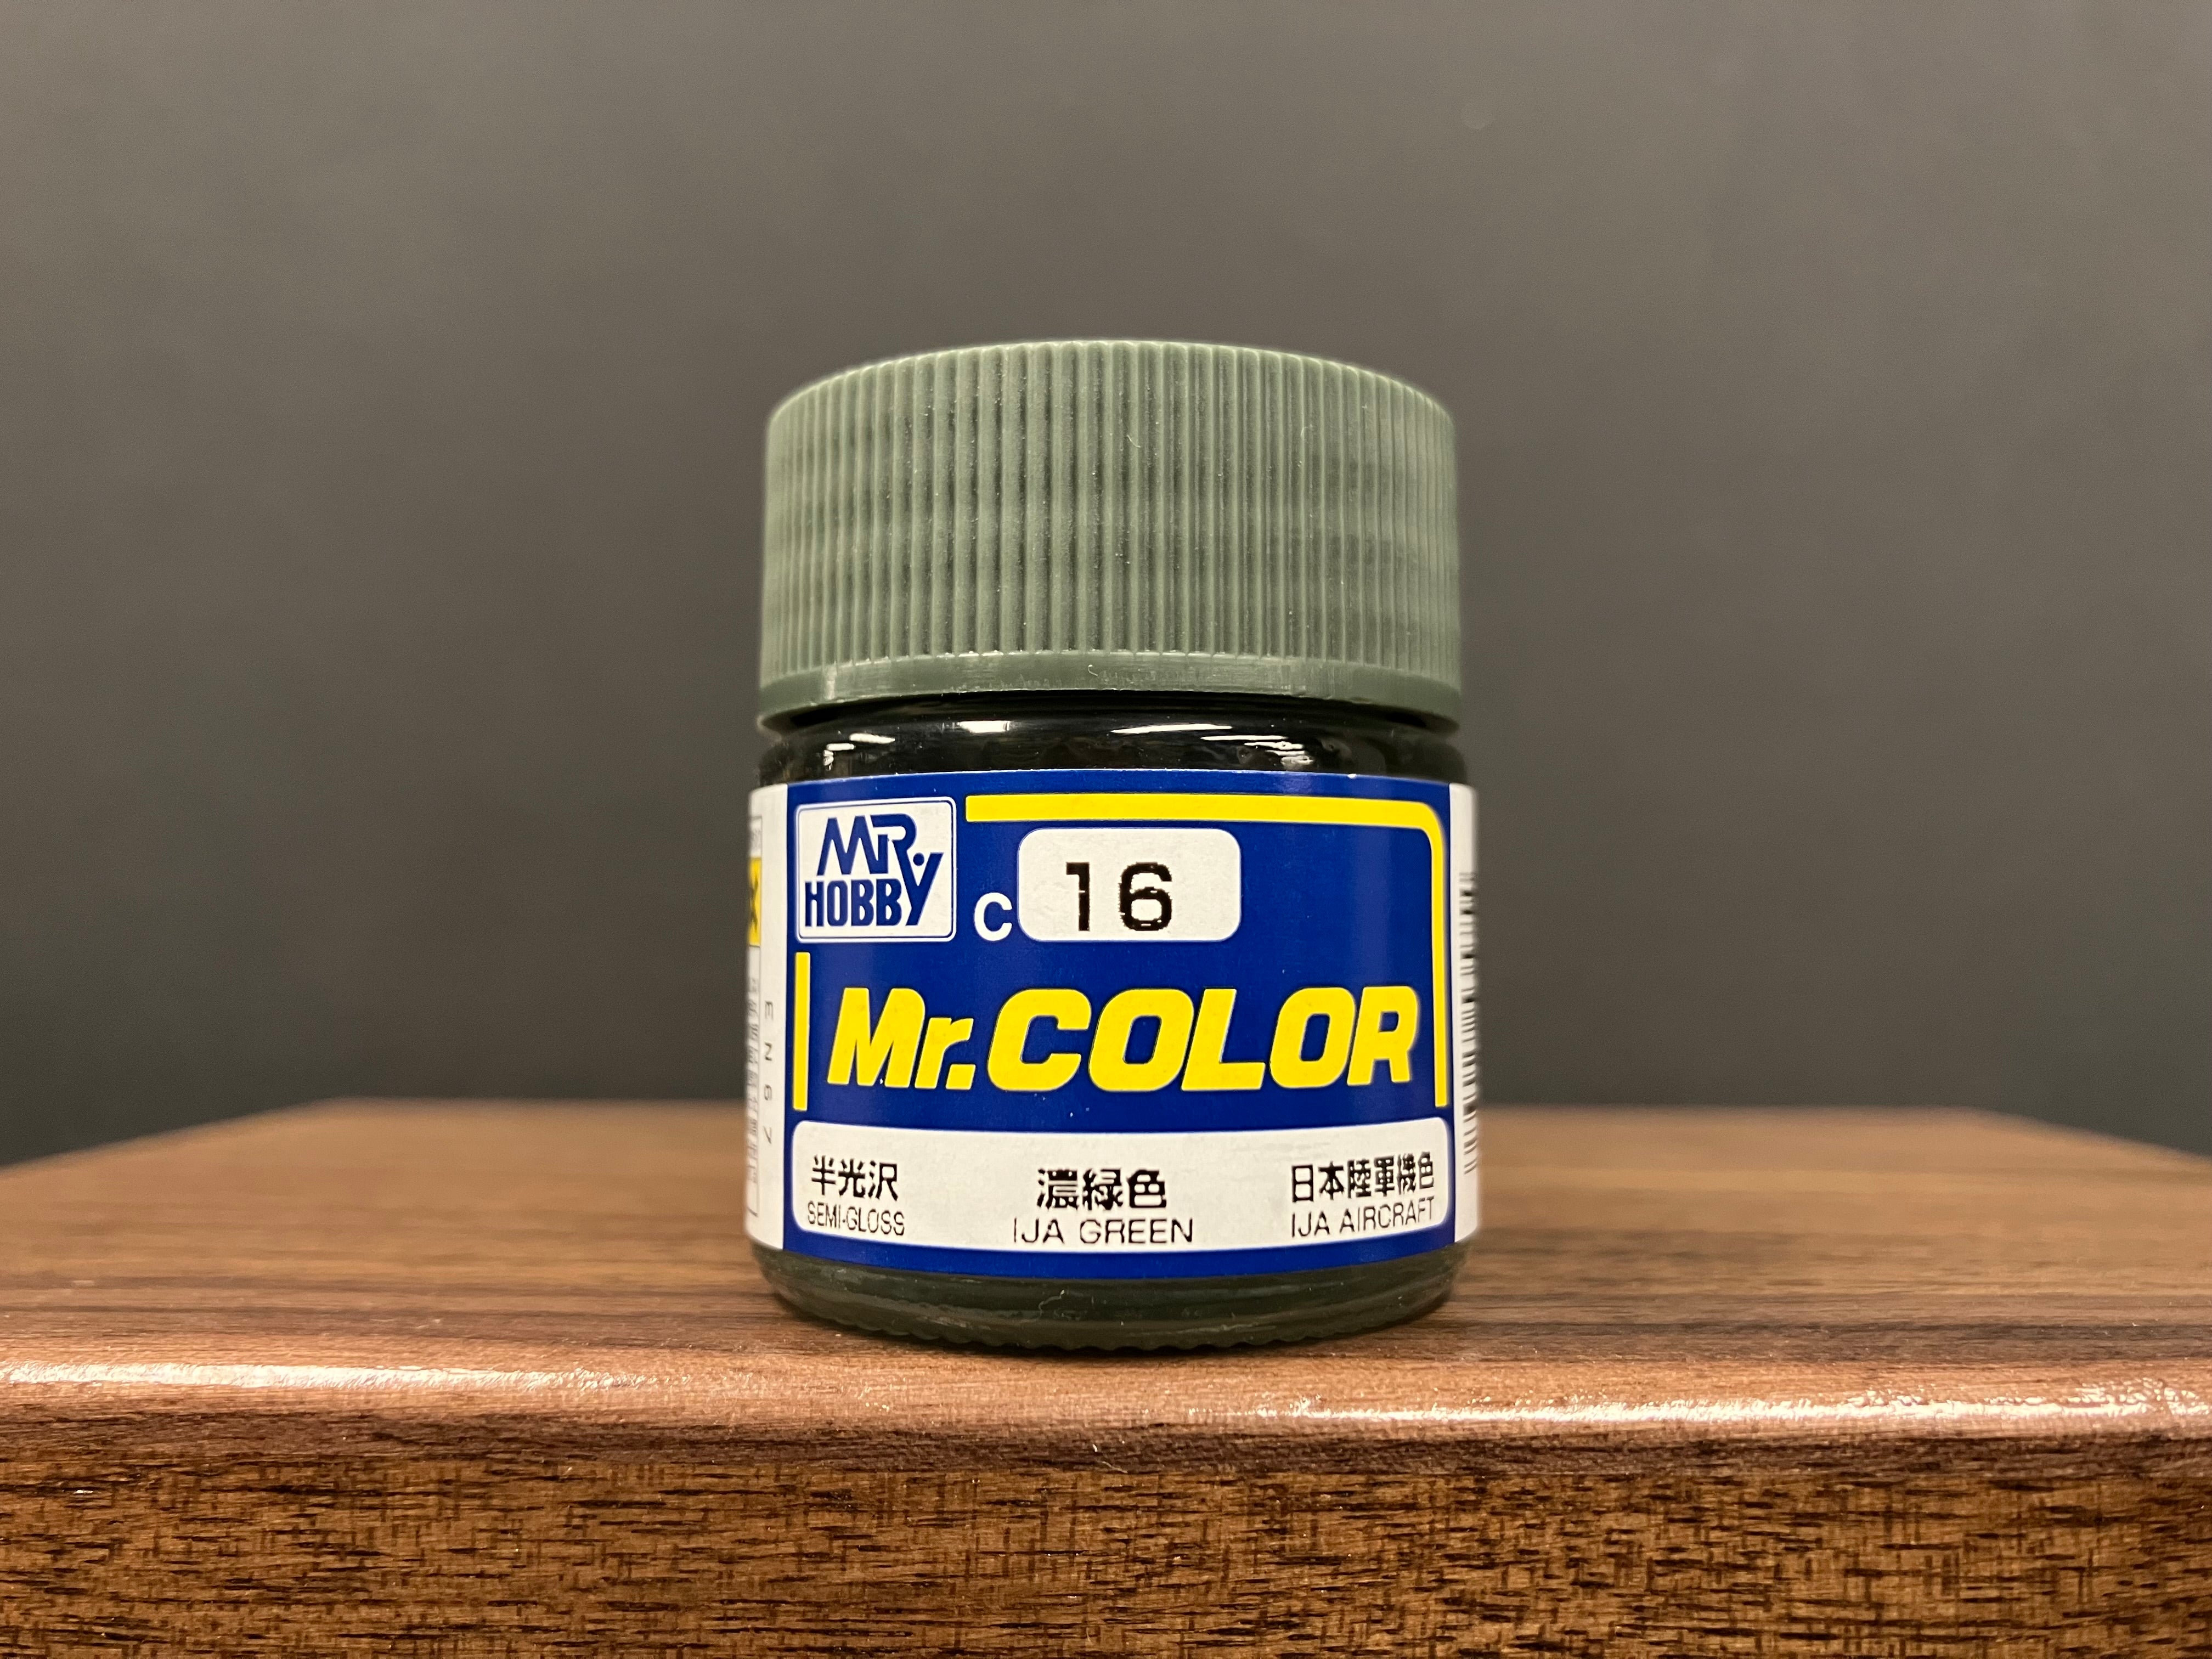 MR.
HOBBY
C 16
Mr.COLOR
半光沢 濃緑色 日本陸軍機色
SEMI-GLOSS IJA GREEN IJA AIRCRAFT
EN67